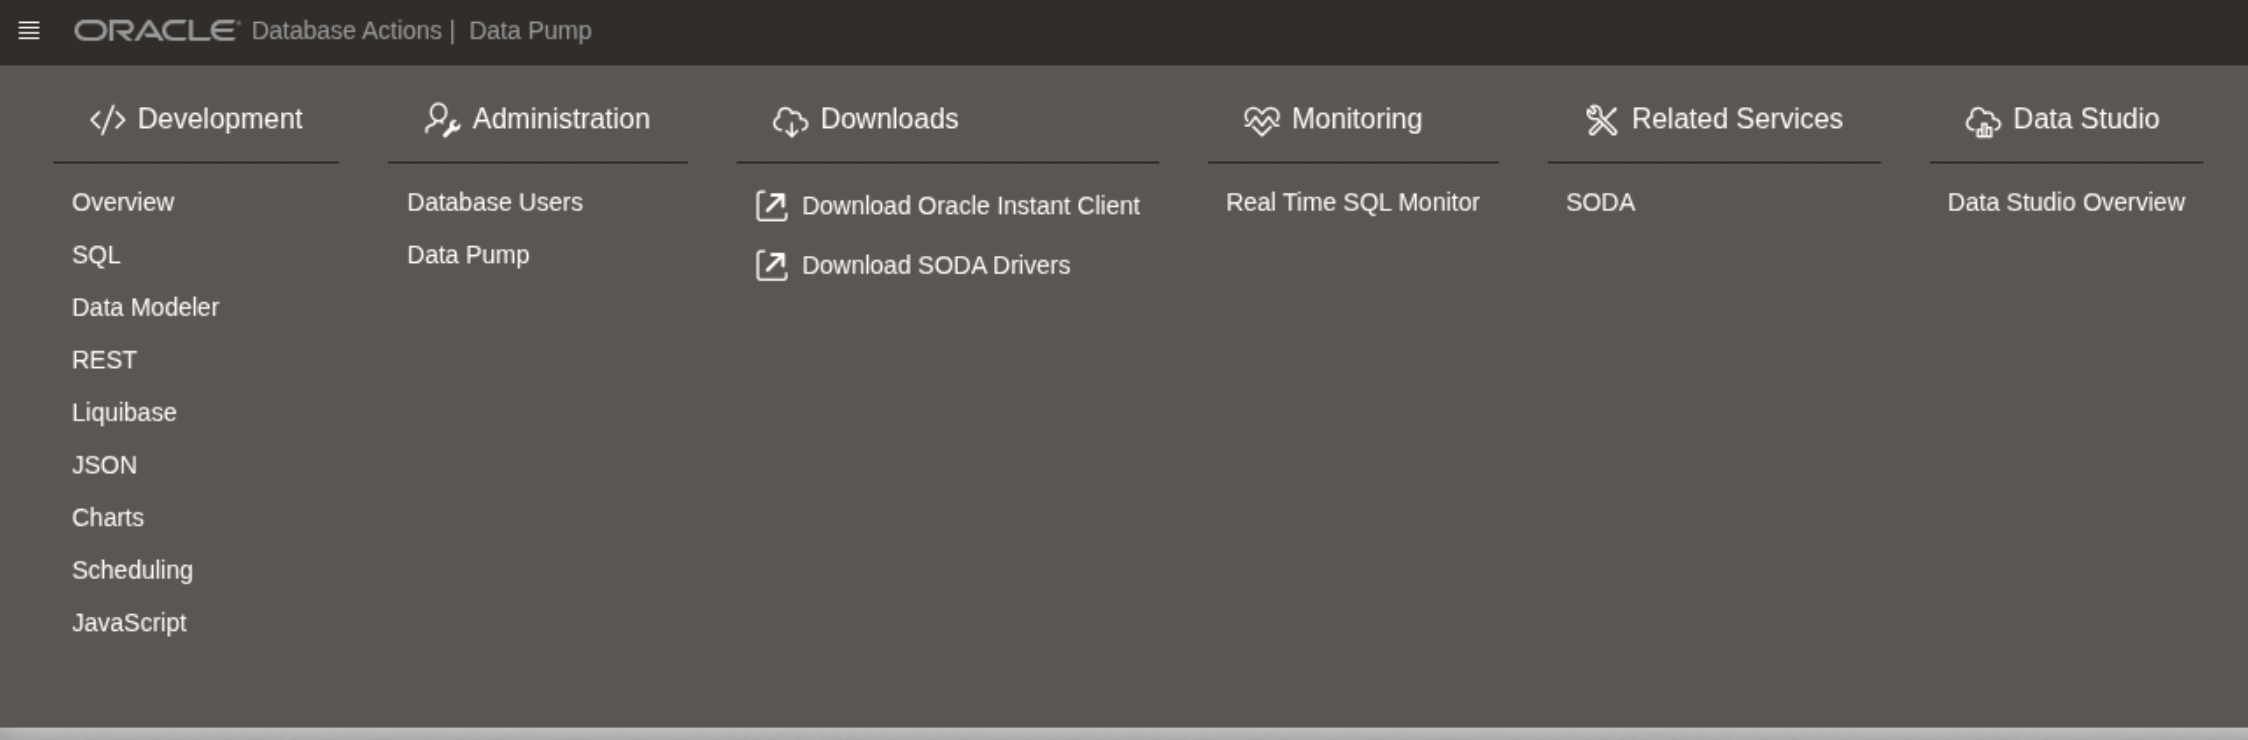 ORACLE Database Actions | Data Pump
Development
Overview
SQL
Data Modeler
REST
Liquibase
JSON
Charts
Scheduling
JavaScript
Administration
Database Users
Data Pump
Downloads
Download Oracle Instant Client
Download SODA Drivers
Monitoring
Real Time SQL Monitor
Related Services
SODA
Data Studio
Data Studio Overview